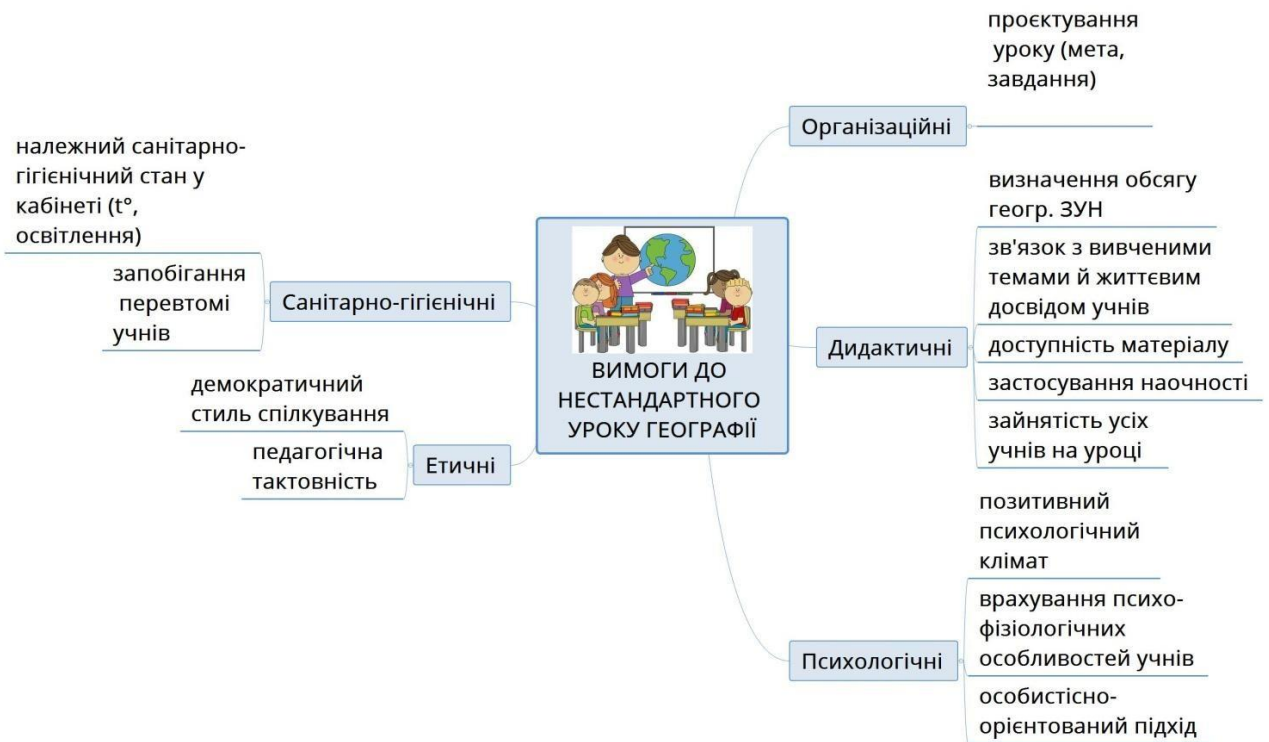 ВИМОГИ ДО
НЕСТАНДАРТНОГО
УРОКУ ГЕОГРАФІЇ
Організаційні
проєктування
уроку (мета,
завдання)
Дидактичні
визначення обсягу
геогр. ЗУН
зв'язок з вивченими
темами й життєвим
досвідом учнів
доступність матеріалу
застосування наочності
зайнятість усіх
учнів на уроці
Психологічні
позитивний
психологічний
клімат
врахування психо-
фізіологічних
особливостей учнів
особистісно-
орієнтований підхід
Санітарно-гігієнічні
належний санітарно-
гігієнічний стан у
кабінеті (t°,
освітлення)
запобігання
перевтомі
учнів
Етичні
демократичний
стиль спілкування
педагогічна
тактовність